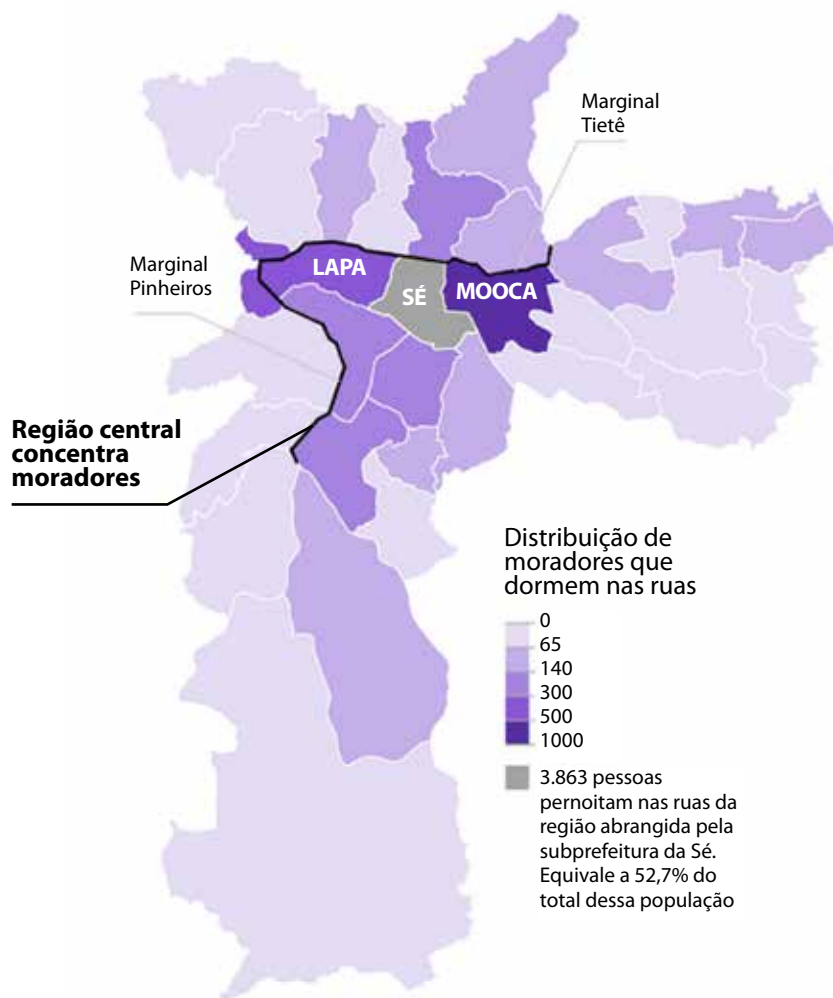 Marginal
Tietê
Marginal
Pinheiros
LAPA
SÉ
MOOCA
Região central
concentra
moradores
Distribuição de
moradores que
dormem nas ruas
0
65
140
300
500
1000
3.863 pessoas
pernoitam nas ruas da
região abrangida pela
subprefeitura da Sé.
Equivale a 52,7% do
total dessa população